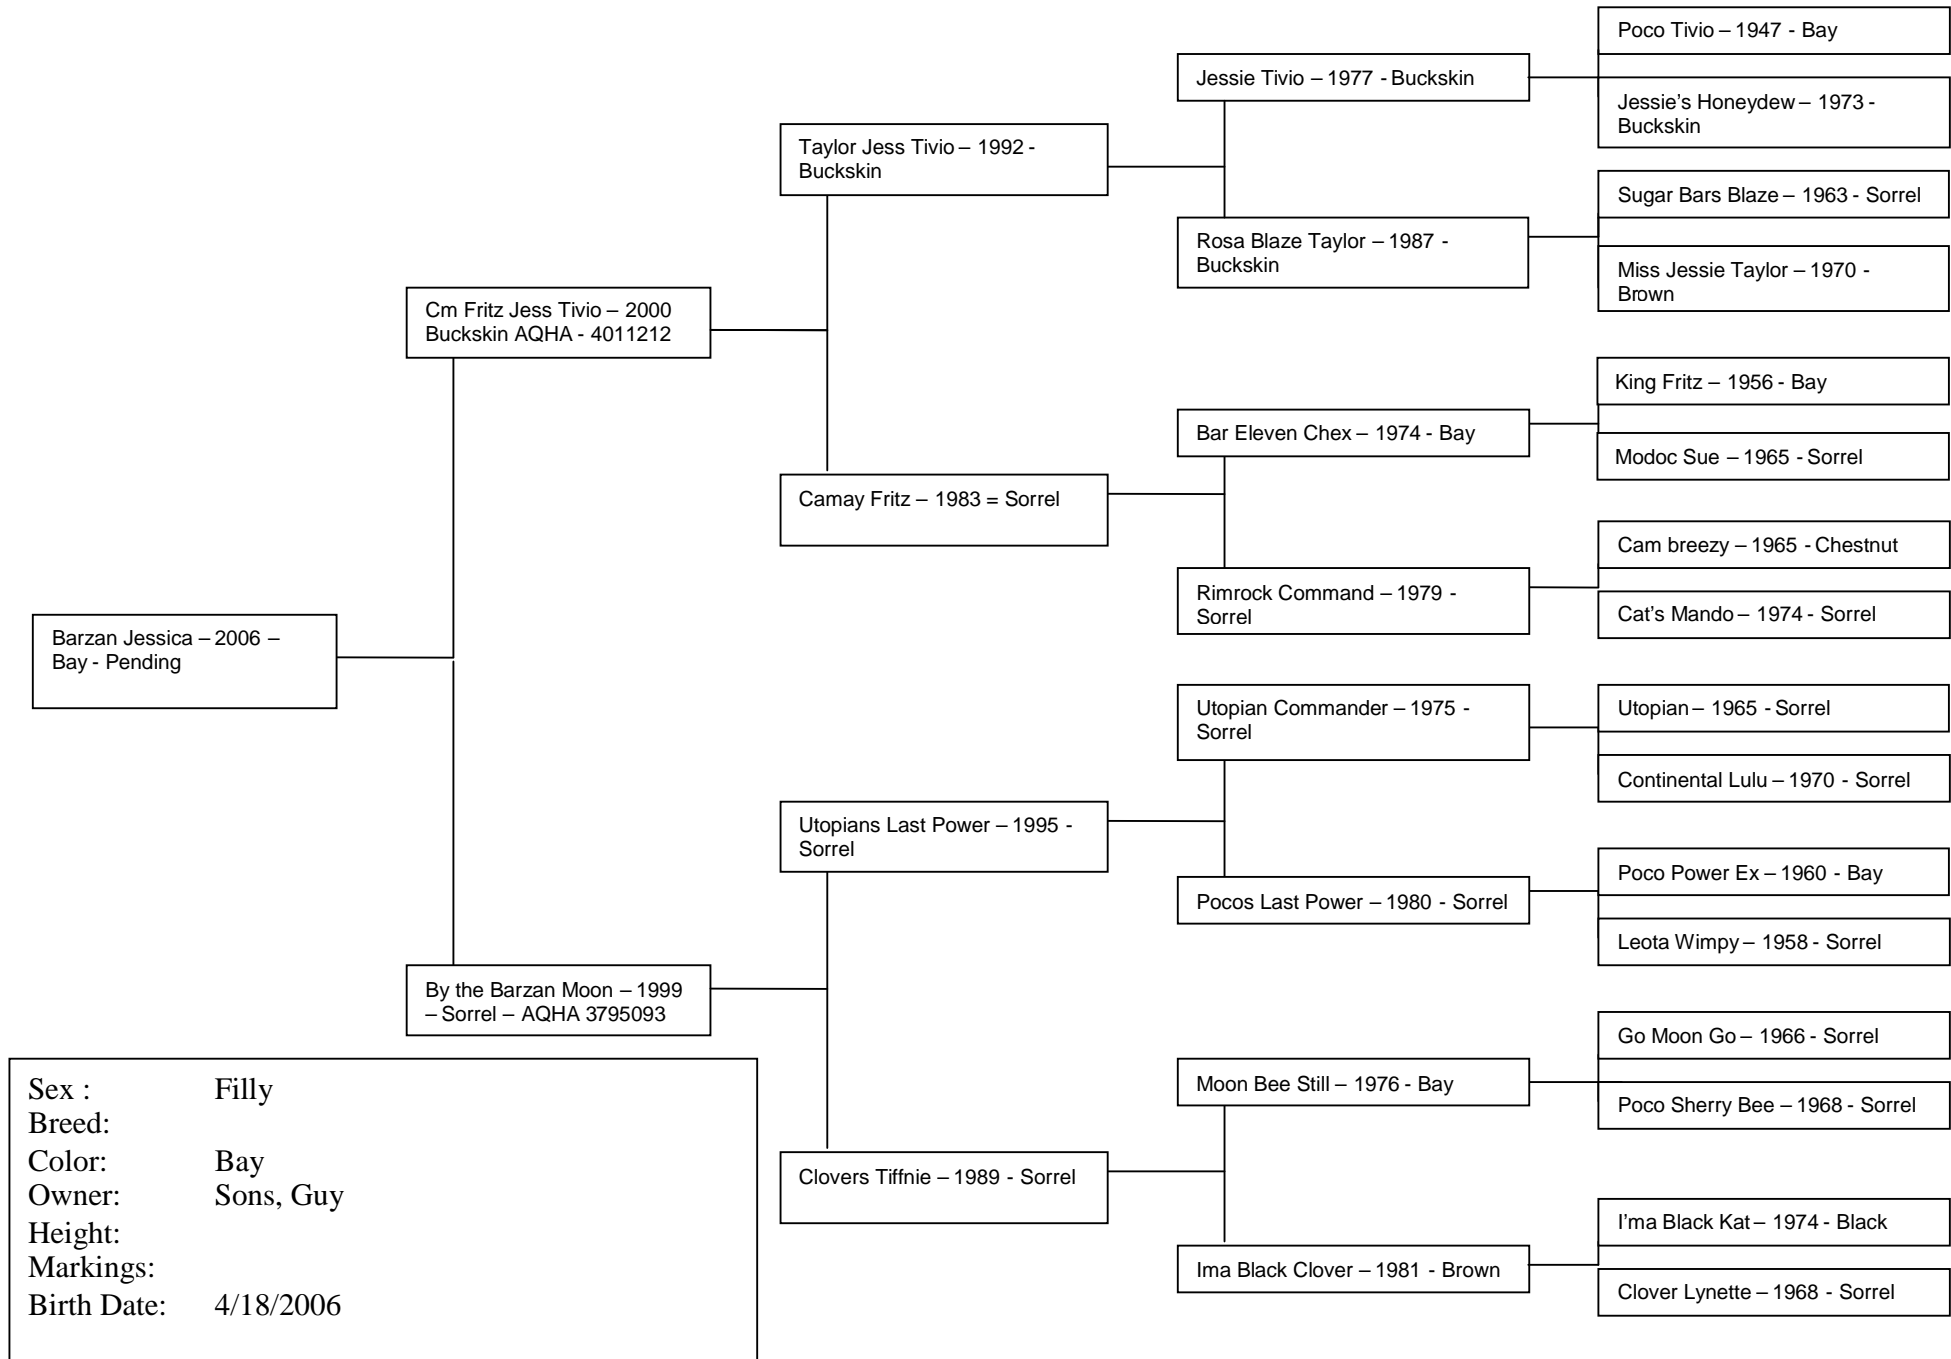 Poco Tivio – 1947 - Bay
Jessie Tivio – 1977 - Buckskin
Jessie's Honeydew – 1973 -
Buckskin
Taylor Jess Tivio – 1992 -
Buckskin
Sugar Bars Blaze – 1963 - Sorrel
Rosa Blaze Taylor – 1987 -
Buckskin
Miss Jessie Taylor – 1970 -
Brown
Cm Fritz Jess Tivio – 2000
Buckskin AQHA - 4011212
King Fritz – 1956 - Bay
Bar Eleven Chex – 1974 - Bay
Modoc Sue – 1965 - Sorrel
Camay Fritz – 1983 = Sorrel
Cam breezy – 1965 - Chestnut
Rimrock Command – 1979 -
Sorrel
Cat's Mando – 1974 - Sorrel
Barzan Jessica – 2006 –
Bay - Pending
Utopian Commander – 1975 -
Sorrel
Utopian – 1965 - Sorrel
Continental Lulu – 1970 - Sorrel
Utopians Last Power – 1995 -
Sorrel
Poco Power Ex – 1960 - Bay
Pocos Last Power – 1980 - Sorrel
Leota Wimpy – 1958 - Sorrel
By the Barzan Moon – 1999
– Sorrel – AQHA 3795093
Go Moon Go – 1966 - Sorrel
Moon Bee Still – 1976 - Bay
Poco Sherry Bee – 1968 - Sorrel
Clovers Tiffnie – 1989 - Sorrel
I'ma Black Kat – 1974 - Black
Ima Black Clover – 1981 - Brown
Clover Lynette – 1968 - Sorrel
Sex : Filly
Breed:
Color: Bay
Owner: Sons, Guy
Height:
Markings:
Birth Date: 4/18/2006